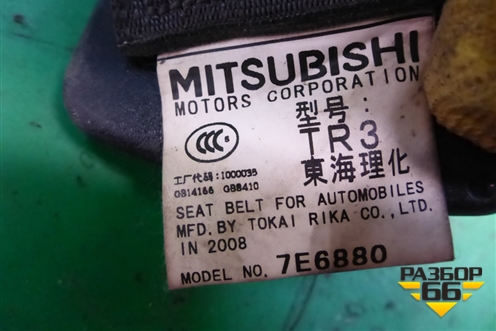 MITSUBISHI
MOTORS CORPORATION
CCC
型号:
TR3
工厂代码: 1000035
GB14166 GB8410
東海理化
SEAT BELT FOR AUTOMOBILES
MFD. BY TOKAI RIKA CO., LTD.
IN 2008
MODEL NO. 7E6880
РАЗБОР
66